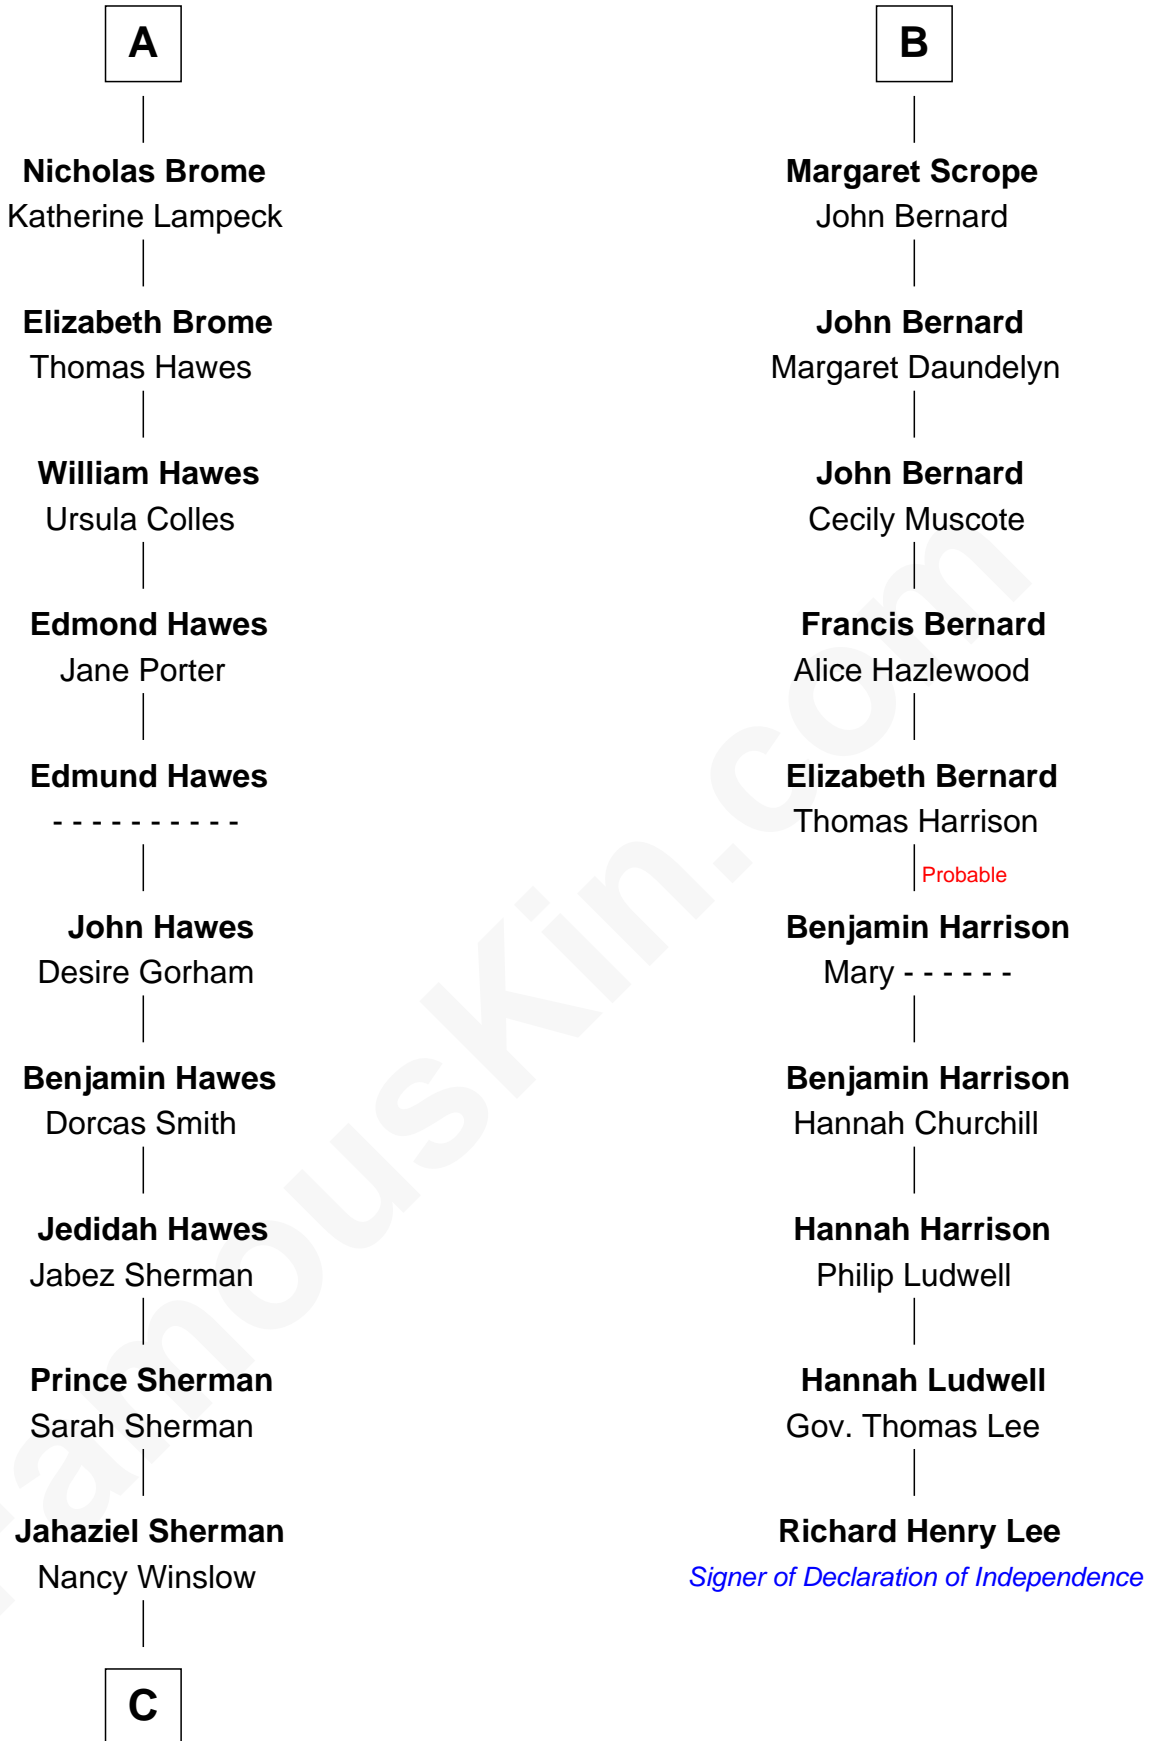 A
Nicholas Brome
Katherine Lampeck
Elizabeth Brome
Thomas Hawes
William Hawes
Ursula Colles
Edmond Hawes
Jane Porter
Edmund Hawes
- - - - - - - - - -
John Hawes
Desire Gorham
Benjamin Hawes
Dorcas Smith
Jedidah Hawes
Jabez Sherman
Prince Sherman
Sarah Sherman
Jahaziel Sherman
Nancy Winslow
C
B
Margaret Scrope
John Bernard
John Bernard
Margaret Daundelyn
John Bernard
Cecily Muscote
Francis Bernard
Alice Hazlewood
Elizabeth Bernard
Thomas Harrison
Probable
Benjamin Harrison
Mary - - - - - -
Benjamin Harrison
Hannah Churchill
Hannah Harrison
Philip Ludwell
Hannah Ludwell
Gov. Thomas Lee
Richard Henry Lee
Signer of Declaration of Independence
FamousKin.com